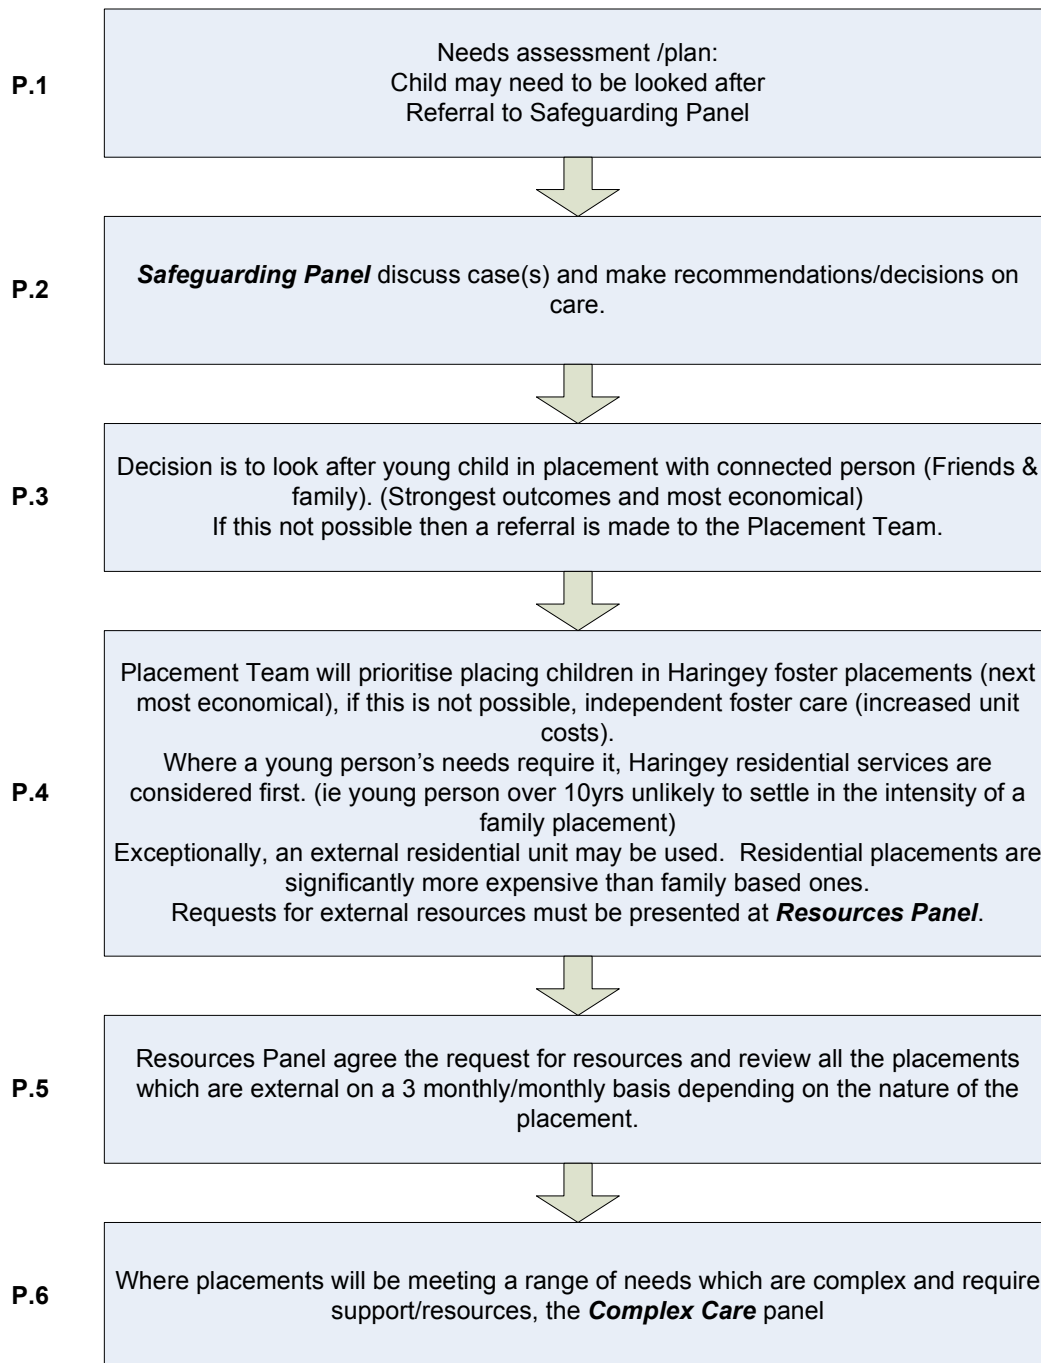 P.1
Needs assessment /plan:
Child may need to be looked after
Referral to Safeguarding Panel
P.2
Safeguarding Panel discuss case(s) and make recommendations/decisions on
care.
P.3
Decision is to look after young child in placement with connected person (Friends &
family). (Strongest outcomes and most economical)
If this not possible then a referral is made to the Placement Team.
P.4
Placement Team will prioritise placing children in Haringey foster placements (next
most economical), if this is not possible, independent foster care (increased unit
costs).
Where a young person's needs require it, Haringey residential services are
considered first. (ie young person over 10yrs unlikely to settle in the intensity of a
family placement)
Exceptionally, an external residential unit may be used.  Residential placements are
significantly more expensive than family based ones.
Requests for external resources must be presented at Resources Panel.
P.5
Resources Panel agree the request for resources and review all the placements
which are external on a 3 monthly/monthly basis depending on the nature of the
placement.
P.6
Where placements will be meeting a range of needs which are complex and require
support/resources, the Complex Care panel